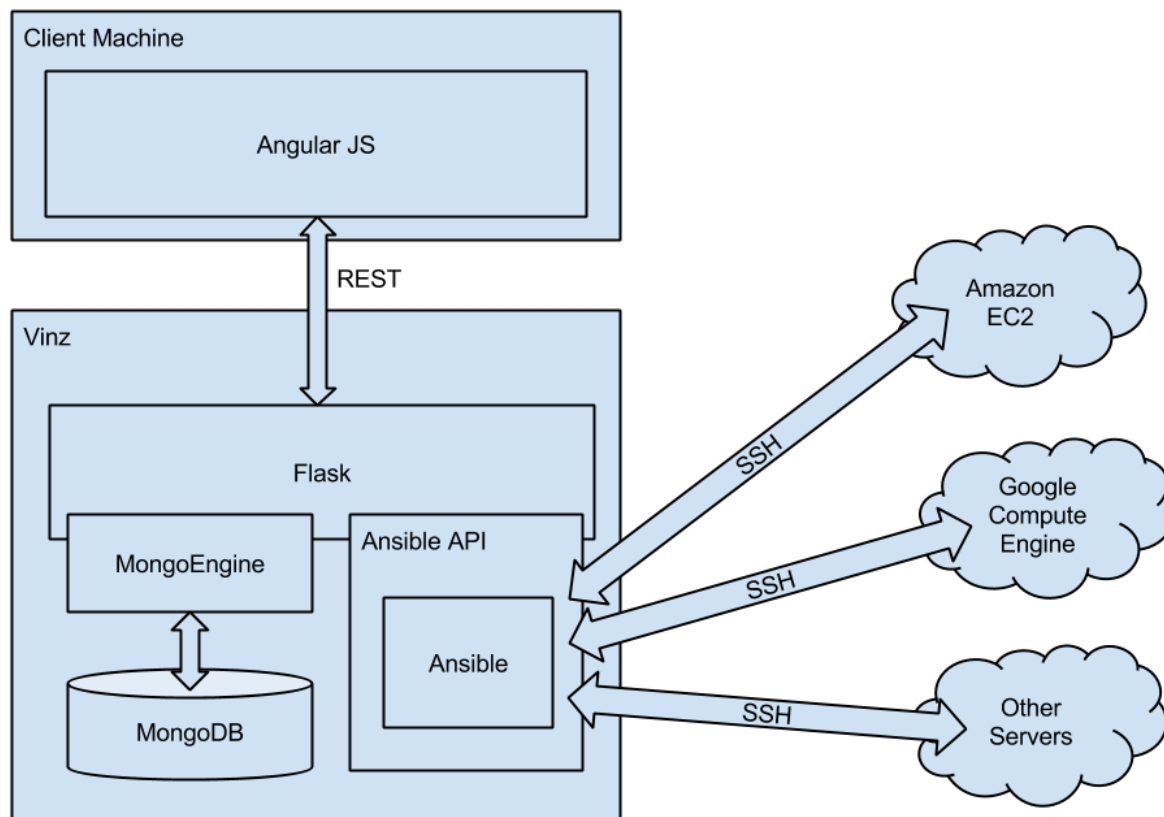 Client Machine
Angular JS
REST
Vinz
Flask
MongoEngine
MongoDB
Ansible API
Ansible
SSH
SSH
SSH
Amazon
EC2
Google
Compute
Engine
Other
Servers